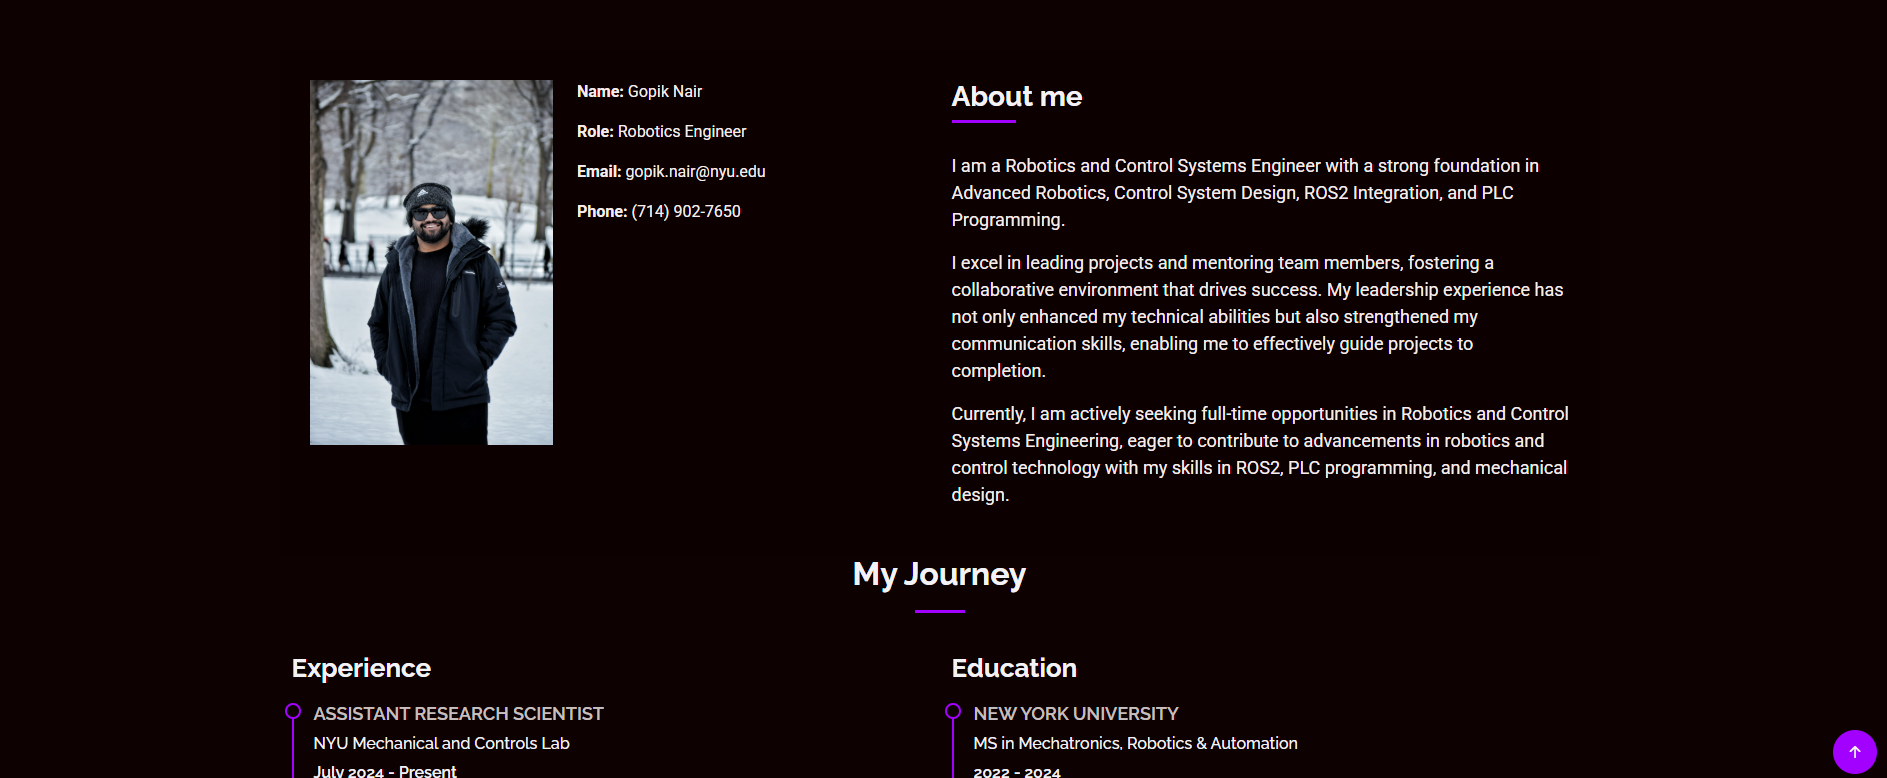 Name: Gopik Nair
Role: Robotics Engineer
Email: gopik.nair@nyu.edu
Phone: (714) 902-7650
About me
I am a Robotics and Control Systems Engineer with a strong foundation in
Advanced Robotics, Control System Design, ROS2 Integration, and PLC
Programming.
I excel in leading projects and mentoring team members, fostering a
collaborative environment that drives success. My leadership experience has
not only enhanced my technical abilities but also strengthened my
communication skills, enabling me to effectively guide projects to
completion.
Currently, I am actively seeking full-time opportunities in Robotics and Control
Systems Engineering, eager to contribute to advancements in robotics and
control technology with my skills in ROS2, PLC programming, and mechanical
design.
My Journey
Experience
ASSISTANT RESEARCH SCIENTIST
NYU Mechanical and Controls Lab
July 2024 - Present
Education
NEW YORK UNIVERSITY
MS in Mechatronics, Robotics & Automation
2022 - 2024